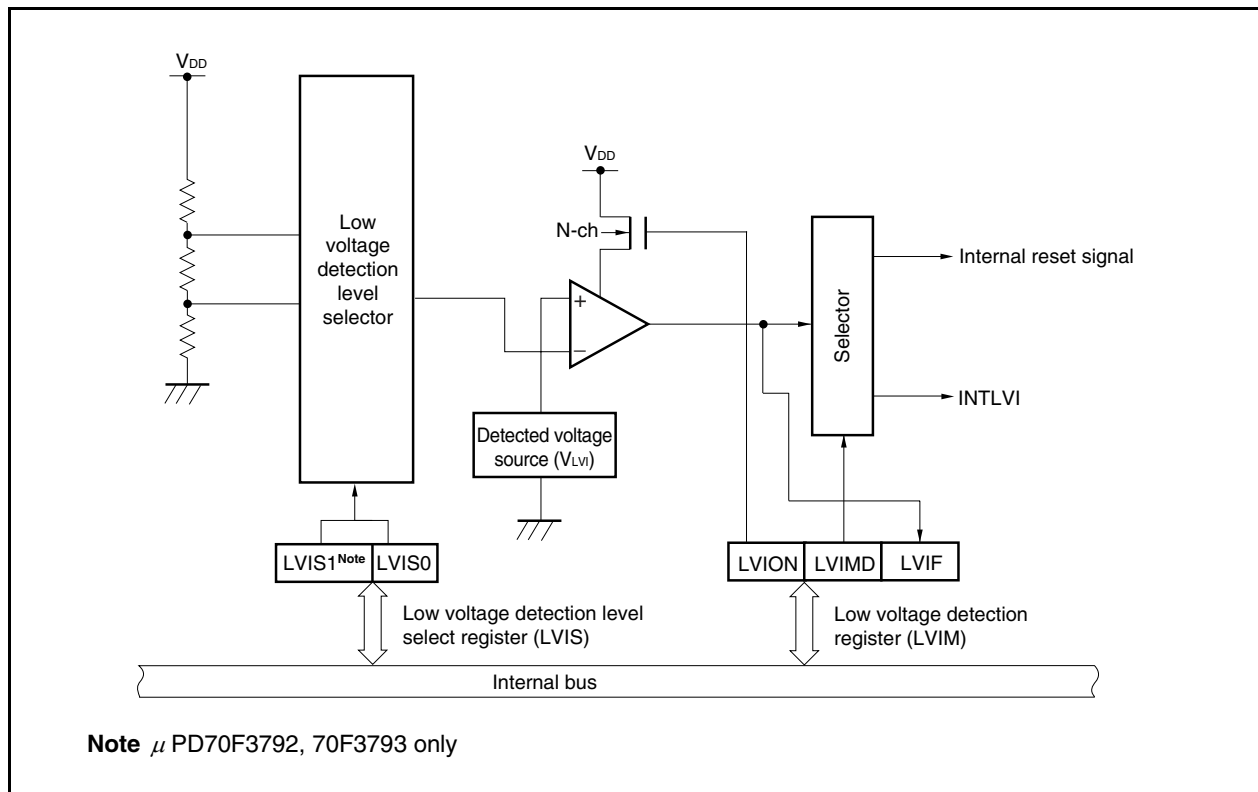 VDD
Low
voltage
detection
level
selector
VDD
N-ch
+
−
Detected voltage
source (VLVI)
Selector
Internal reset signal
INTLVI
LVIS1Note
LVIS0
LVION
LVIMD
LVIF
Low voltage detection level
select register (LVIS)
Low voltage detection
register (LVIM)
Internal bus
Note μ PD70F3792, 70F3793 only